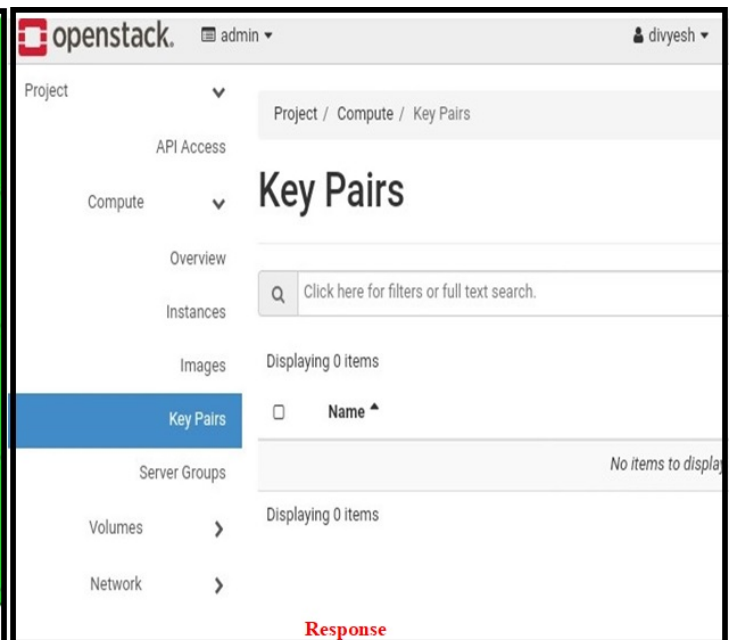 openstack. admin divyesh
Project
Project / Compute / Key Pairs
API Access
Key Pairs
Compute
Overview
Click here for filters or full text search.
Instances
Images
Displaying 0 items
Key Pairs
Name
No items to display
Server Groups
Displaying 0 items
Volumes
Network
Response